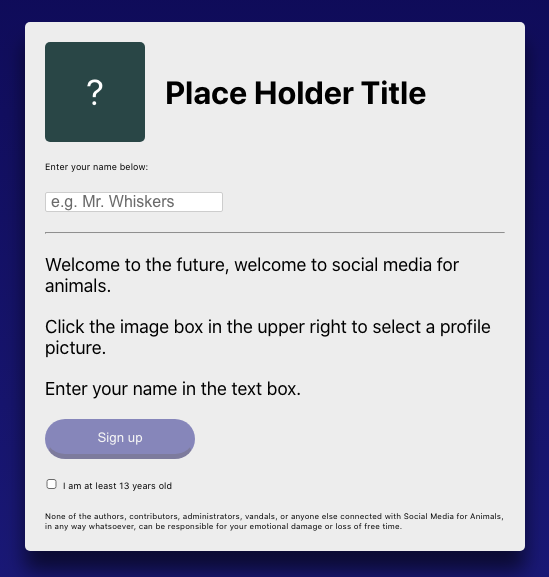 ?
Place Holder Title
Enter your name below:
e.g. Mr. Whiskers
Welcome to the future, welcome to social media for
animals.
Click the image box in the upper right to select a profile
picture.
Enter your name in the text box.
Sign up
I am at least 13 years old
None of the authors, contributors, administrators, vandals, or anyone else connected with Social Media for Animals,
in any way whatsoever, can be responsible for your emotional damage or loss of free time.